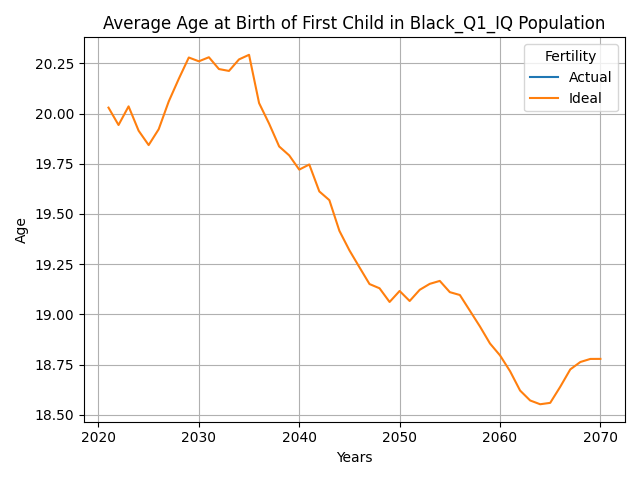 Average Age at Birth of First Child in Black_Q1_IQ Population
Fertility
Actual
Ideal
Age
20.25
20.00
19.75
19.50
19.25
19.00
18.75
18.50
2020 2030 2040 2050 2060 2070
Years